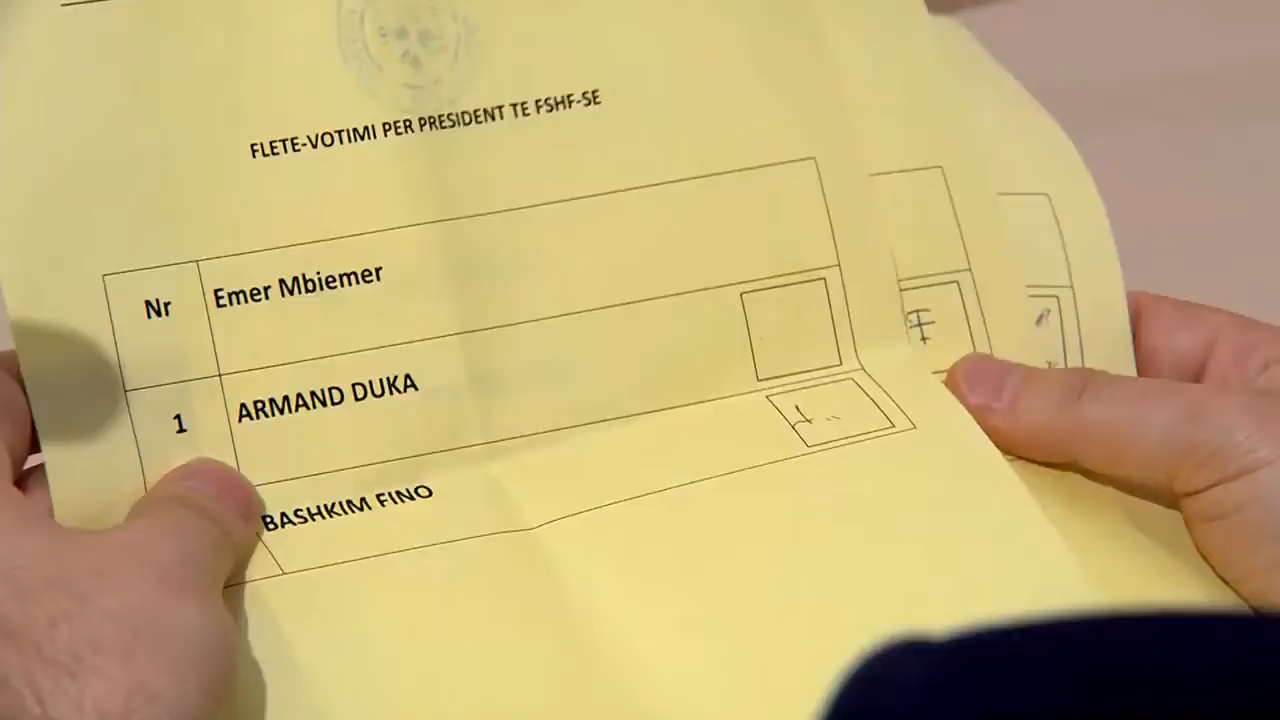 FLETE-VOTIMI PER PRESIDENT TE FSHF-SE
Nr Emer Mbiemer
1 ARMAND DUKA
BASHKIM FINO